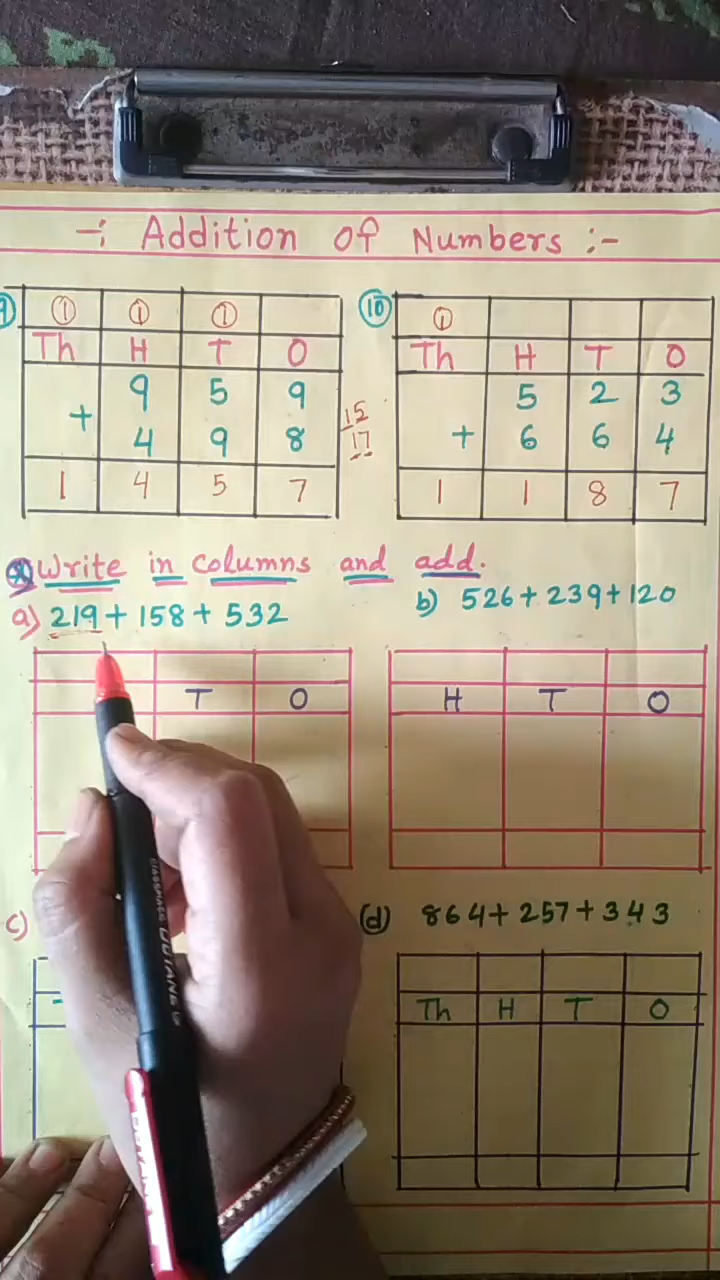 -: Addition of Numbers :-
① ① ①
Th H T O
9 5 9
+ 4 9 8
1 4 5 7
15
17
10
①
Th H T O
5 2 3
+ 6 6 4
1 1 8 7
Write in columns and add.
a) 219 + 158 + 532
T O
b) 526 + 239 + 120
H T O
c)
(d) 864 + 257 + 343
Th H T O